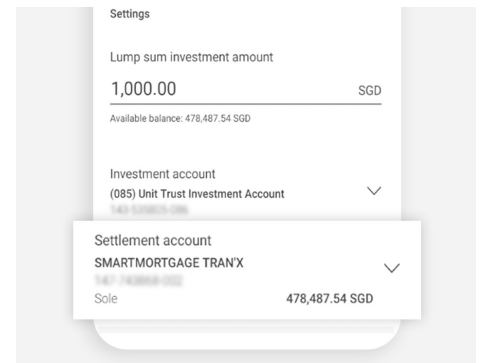 Settings
Lump sum investment amount
1,000.00 SGD
Available balance: 478,487.54 SGD
Investment account
(085) Unit Trust Investment Account
Settlement account
SMARTMORTGAGE TRAN'X
Sole 478,487.54 SGD